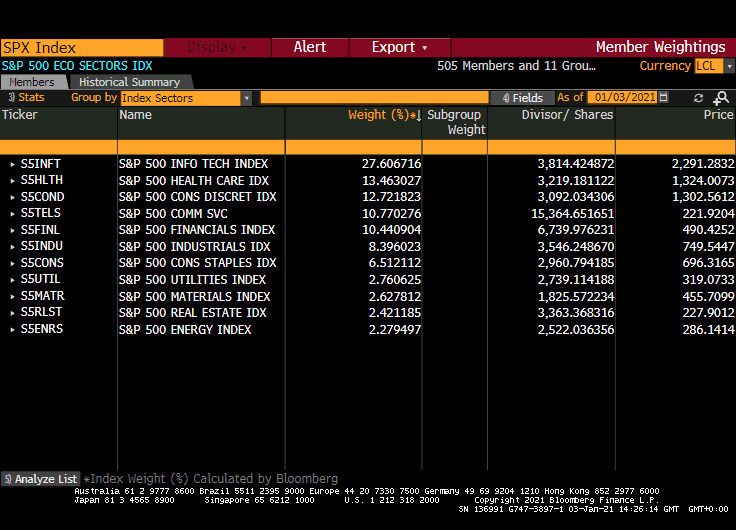 SPX Index Display Alert Export Member Weightings
S&P 500 ECO SECTORS IDX 505 Members and 11 Grou... Currency LCL
Members Historical Summary
3) Stats Group by Index Sectors 4) Fields As of 01/03/2021
Ticker Name Weight (%)*↓ Subgroup Weight Divisor/ Shares Price
S5INFT S&P 500 INFO TECH INDEX 27.606716 3,814.424872 2,291.2832
S5HLTH S&P 500 HEALTH CARE IDX 13.463027 3,219.181122 1,324.0073
S5COND S&P 500 CONS DISCRET IDX 12.721823 3,092.034306 1,302.5612
S5TELS S&P 500 COMM SVC 10.770276 15,364.651651 221.9204
S5FINL S&P 500 FINANCIALS INDEX 10.440904 6,739.976231 490.4252
S5INDU S&P 500 INDUSTRIALS IDX 8.396023 3,546.248670 749.5447
S5CONS S&P 500 CONS STAPLES IDX 6.512112 2,960.794185 696.3165
S5UTIL S&P 500 UTILITIES INDEX 2.760625 2,739.114188 319.0733
S5MATR S&P 500 MATERIALS INDEX 2.627812 1,825.572234 455.7099
S5RLST S&P 500 REAL ESTATE IDX 2.421185 3,363.368316 227.9012
S5ENRS S&P 500 ENERGY INDEX 2.279497 2,522.036356 286.1414
5) Analyze List *Index Weight (%) Calculated by Bloomberg
Australia 61 2 9777 8600 Brazil 5511 2395 9000 Europe 44 20 7330 7500 Germany 49 69 9204 1210 Hong Kong 852 2977 6000
Japan 81 3 4565 8900 Singapore 65 6212 1000 U.S. 1 212 318 2000 Copyright 2021 Bloomberg Finance L.P.
SN 136991 G747-3897-1 03-Jan-21 14:26:14 GMT GMT+0:00